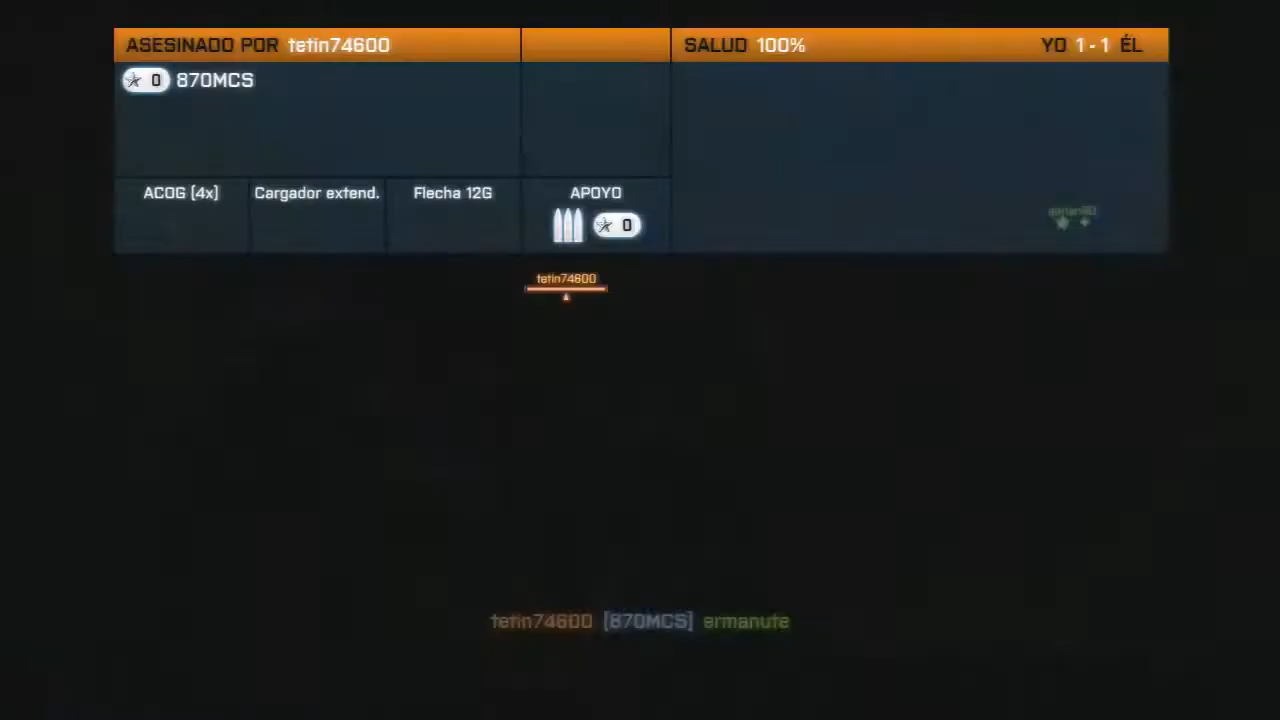 ASESINADO POR tetin74600
SALUD 100%
YO 1 - 1 ÉL
0 870MCS
ACOG (4x)
Cargador extend.
Flecha 12G
APOYO
0
tetin74600
tetin74600 [870MCS] ermanute